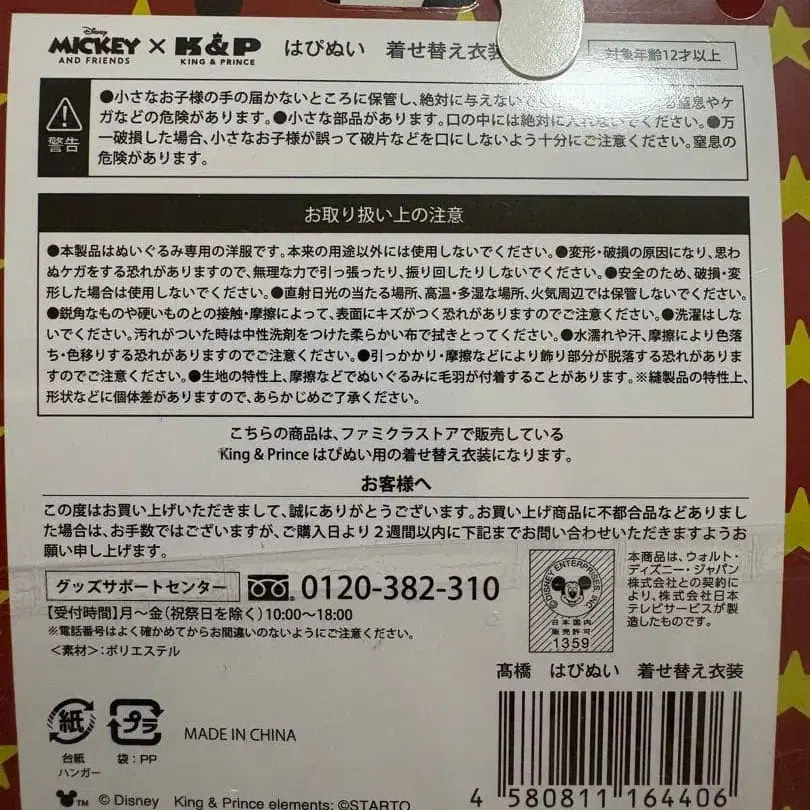 Disney
MICKEY
AND FRIENDS
×
K&P
KING & PRINCE
はぴぬい 着せ替え衣装
対象年齢12才以上
警告
●小さなお子様の手の届かないところに保管し、絶対に与えないで
窒息やケ
ガなどの危険があります。●小さな部品があります。口の中には絶対に入れないでください。●万
一破損した場合、小さなお子様が誤って破片などを口にしないよう十分にご注意ください。窒息の
危険があります。
お取り扱い上の注意
●本製品はぬいぐるみ専用の洋服です。本来の用途以外には使用しないでください。●変形・破損の原因になり、思わ
ぬケガをする恐れがありますので、無理な力で引っ張ったり、振り回したりしないでください。●安全のため、破損・変
形した場合は使用しないでください。●直射日光の当たる場所、高温・多湿な場所、火気周辺では保管しないでください。
●鋭角なものや硬いものとの接触・摩擦によって、表面にキズがつく恐れがありますのでご注意ください。●洗濯はしな
いでください。汚れがついた時は中性洗剤をつけた柔らかい布で拭きとってください。●水濡れや汗、摩擦により色落
ち・色移りする恐れがありますのでご注意ください。●引っかかり・摩擦などにより飾り部分が脱落する恐れがありま
すのでご注意ください。●生地の特性上、摩擦などでぬいぐるみに毛羽が付着することがあります。※縫製品の特性上、
形状などに個体差がありますので、あらかじめご了承ください。
こちらの商品は、ファミクラストアで販売している
King & Prince はぴぬい用の着せ替え衣装になります。
お客様へ
この度はお買い上げいただきまして、誠にありがとうございます。お買い上げ商品に不都合品などありまし
た場合は、お手数ではございますが、ご購入日より2週間以内に下記までお問い合わせいただきますようお
願い申し上げます。
グッズサポートセンター 0120-382-310
【受付時間】月～金(祝祭日を除く)10:00～18:00
※電話番号はよく確かめてからお間違いのないようにご注意ください。
＜素材＞：ポリエステル
©DISNEY ENTERPRISES, INC.
日本国内
販売許可
1359
本商品は、ウォルト・
ディズニー・ジャパン
株式会社との契約によ
り、株式会社日本
テレビサービスが製
造したものです。
髙橋 はぴぬい 着せ替え衣装
紙
プラ
台紙
ハンガー
袋：PP
MADE IN CHINA
TM © Disney King & Prince elements: ©STARTO
4 580811 164406